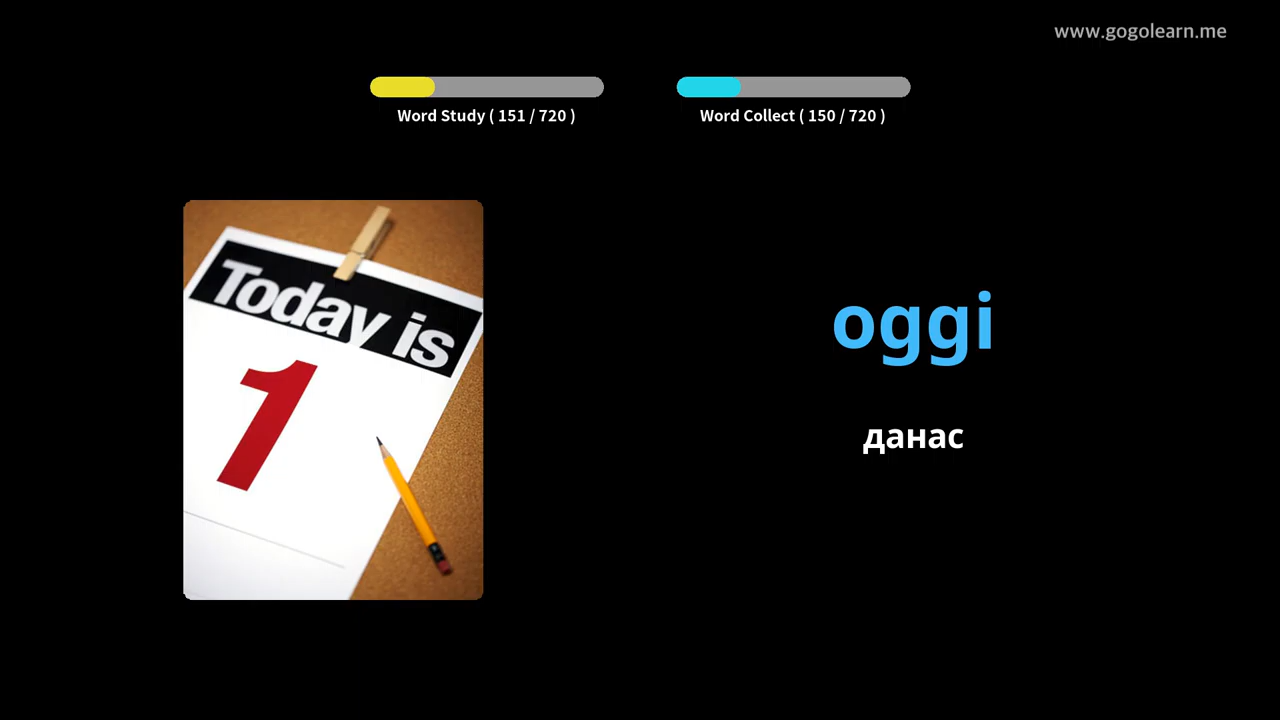 www.gogolearn.me
Word Study ( 151 / 720 )
Word Collect ( 150 / 720 )
Today is
1
oggi
данас